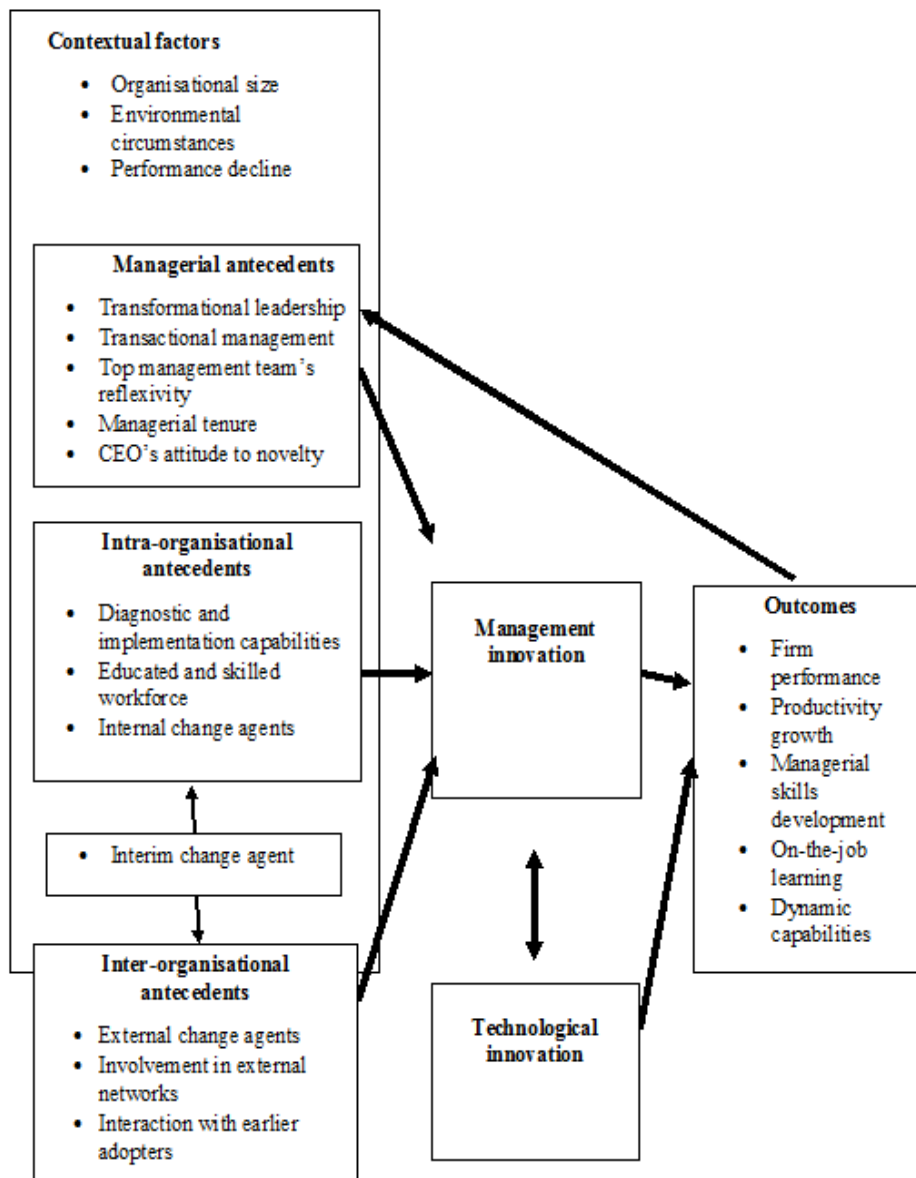 Contextual factors
• Organisational size
• Environmental
circumstances
• Performance decline
Managerial antecedents
• Transformational leadership
• Transactional management
• Top management team's
reflexivity
• Managerial tenure
• CEO's attitude to novelty
Intra-organisational
antecedents
• Diagnostic and
implementation capabilities
• Educated and skilled
workforce
• Internal change agents
• Interim change agent
Inter-organisational
antecedents
• External change agents
• Involvement in external
networks
• Interaction with earlier
adopters
Management
innovation
Technological
innovation
Outcomes
• Firm
performance
• Productivity
growth
• Managerial
skills
development
• On-the-job
learning
• Dynamic
capabilities